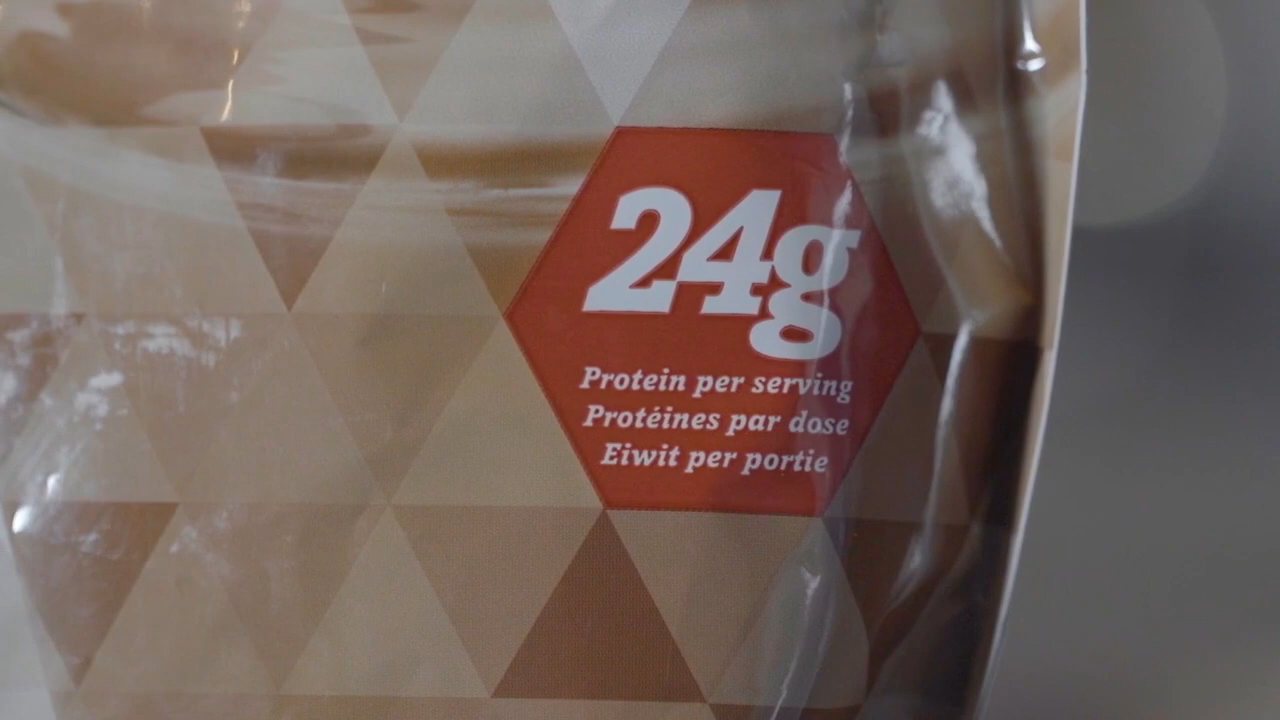 24g
Protein per serving
Protéines par dose
Eiwit per portie